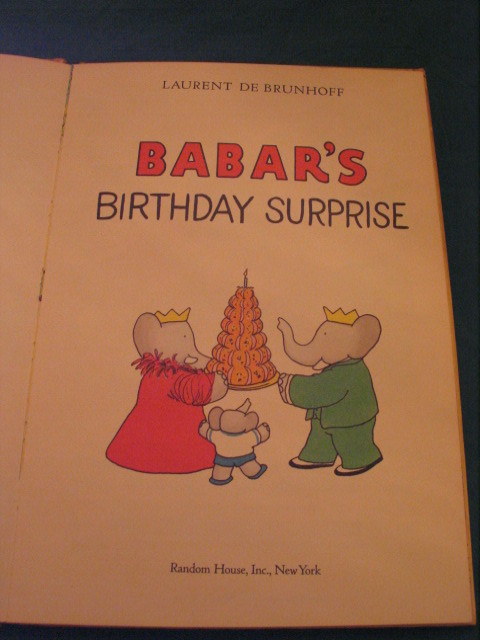 LAURENT DE BRUNHOFF
BABAR'S
BIRTHDAY SURPRISE
Random House, Inc., New York